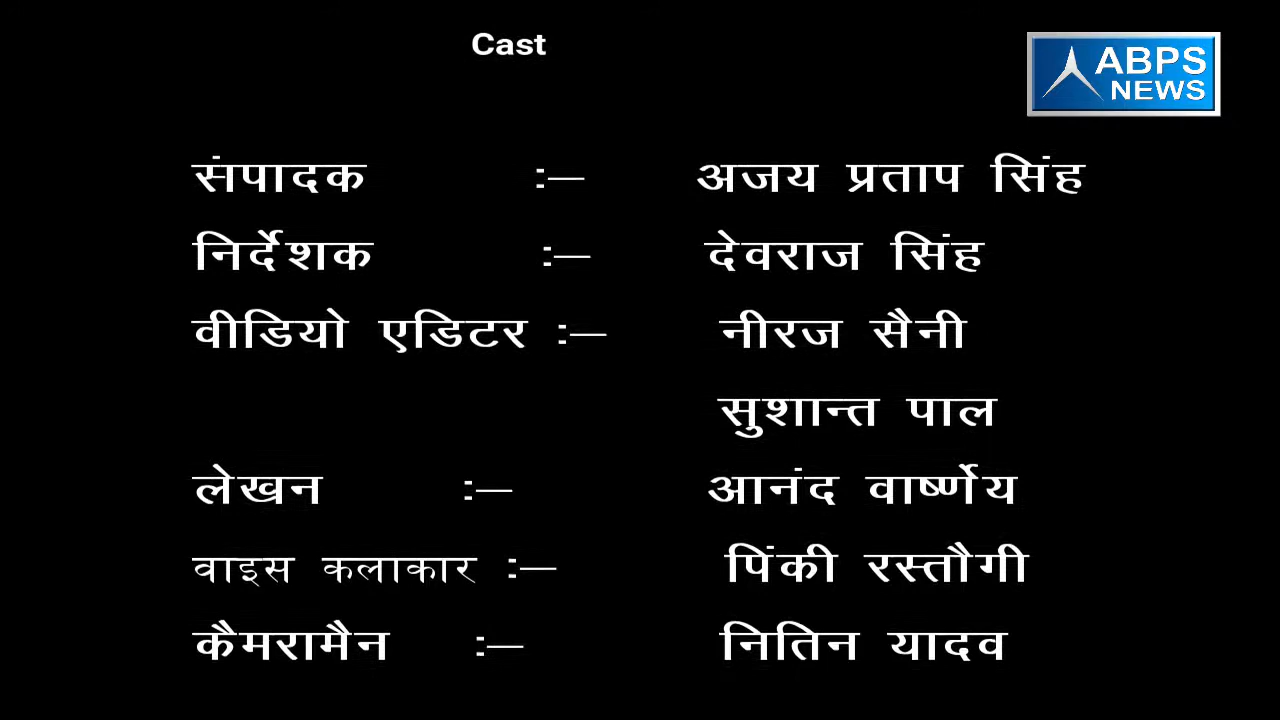 Cast
ABPS
NEWS
संपादक :— अजय प्रताप सिंह
निर्देशक :— देवराज सिंह
वीडियो एडिटर :— नीरज सैनी
सुशान्त पाल
लेखन :— आनंद वार्ष्णेय
वाइस कलाकार :— पिंकी रस्तौगी
कैमरामैन :— नितिन यादव